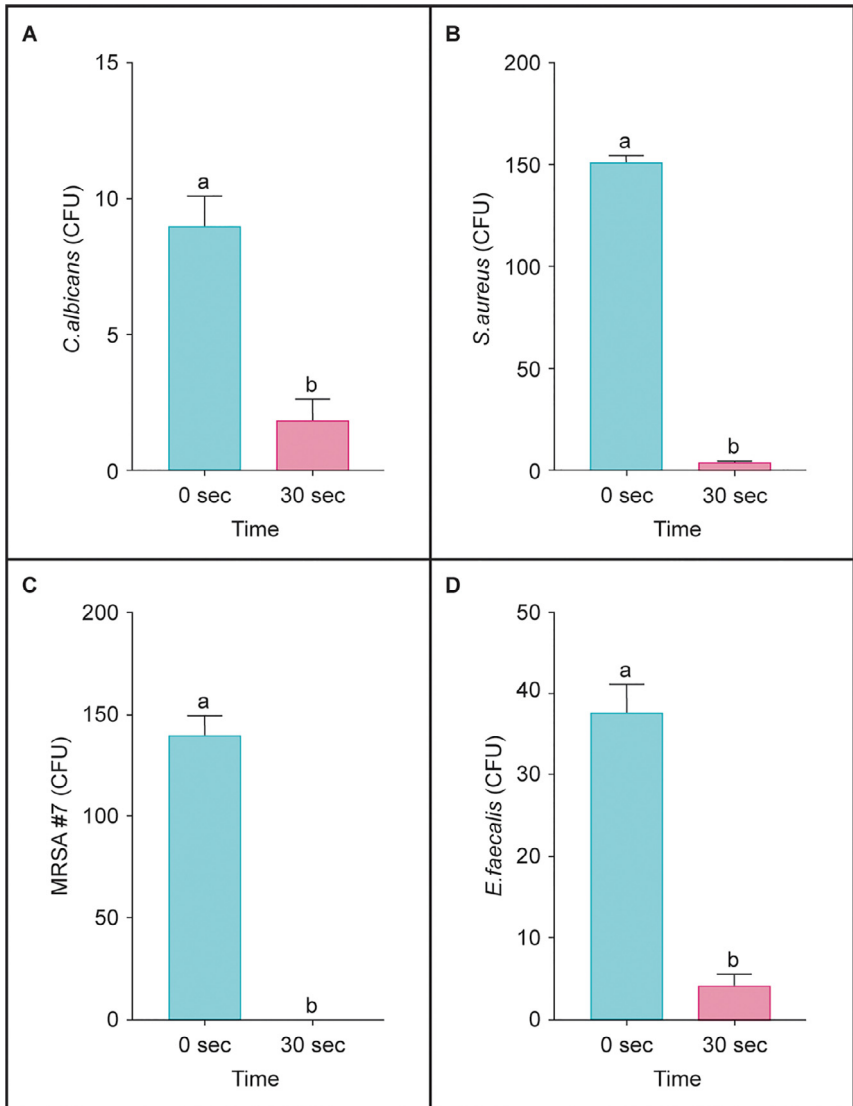 A
15
10
5
0
C.albicans (CFU)
a
b
0 sec 30 sec
Time
B
200
150
100
50
0
S.aureus (CFU)
a
b
0 sec 30 sec
Time
C
200
150
100
50
0
MRSA #7 (CFU)
a
b
0 sec 30 sec
Time
D
50
40
30
20
10
0
E.faecalis (CFU)
a
b
0 sec 30 sec
Time